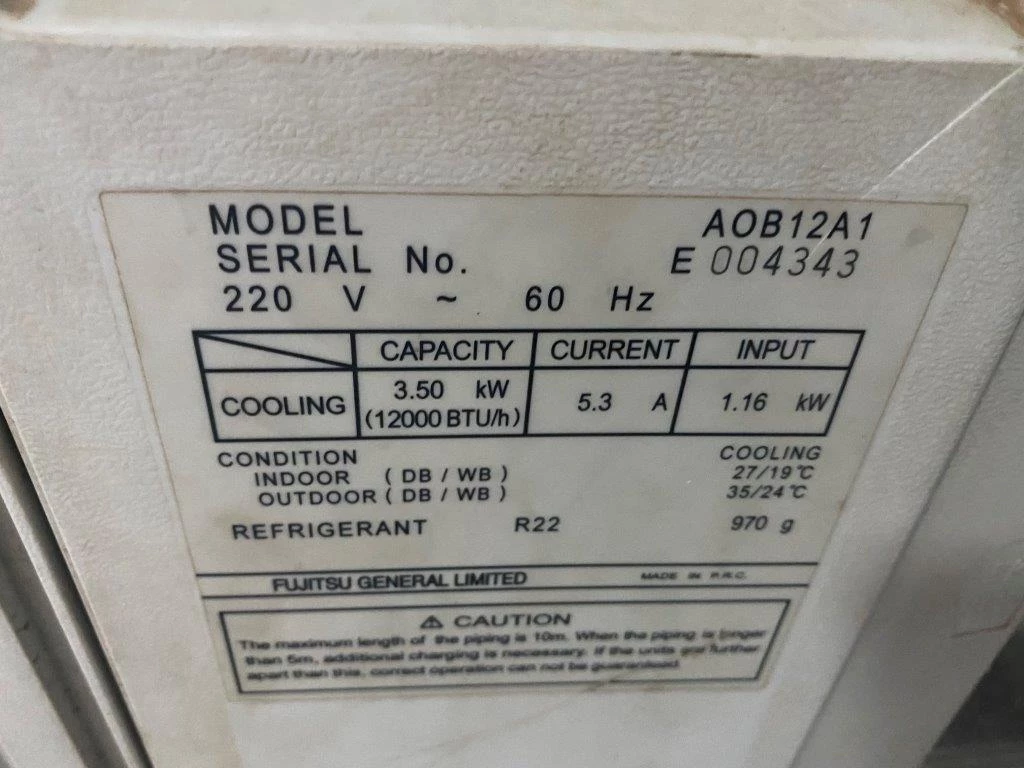 MODEL AOB12A1
SERIAL No. E 004343
220 V ~ 60 Hz
CAPACITY CURRENT INPUT
COOLING 3.50 kW (12000 BTU/h) 5.3 A 1.16 kW
CONDITION COOLING
INDOOR ( DB / WB ) 27/19℃
OUTDOOR ( DB / WB ) 35/24℃
REFRIGERANT R22 970 g
FUJITSU GENERAL LIMITED MADE IN P.R.C.
⚠ CAUTION
The maximum length of the piping is 10m. When the piping is longer
than 5m, additional charging is necessary. If the units are further
apart than this, correct operation can not be guaranteed.